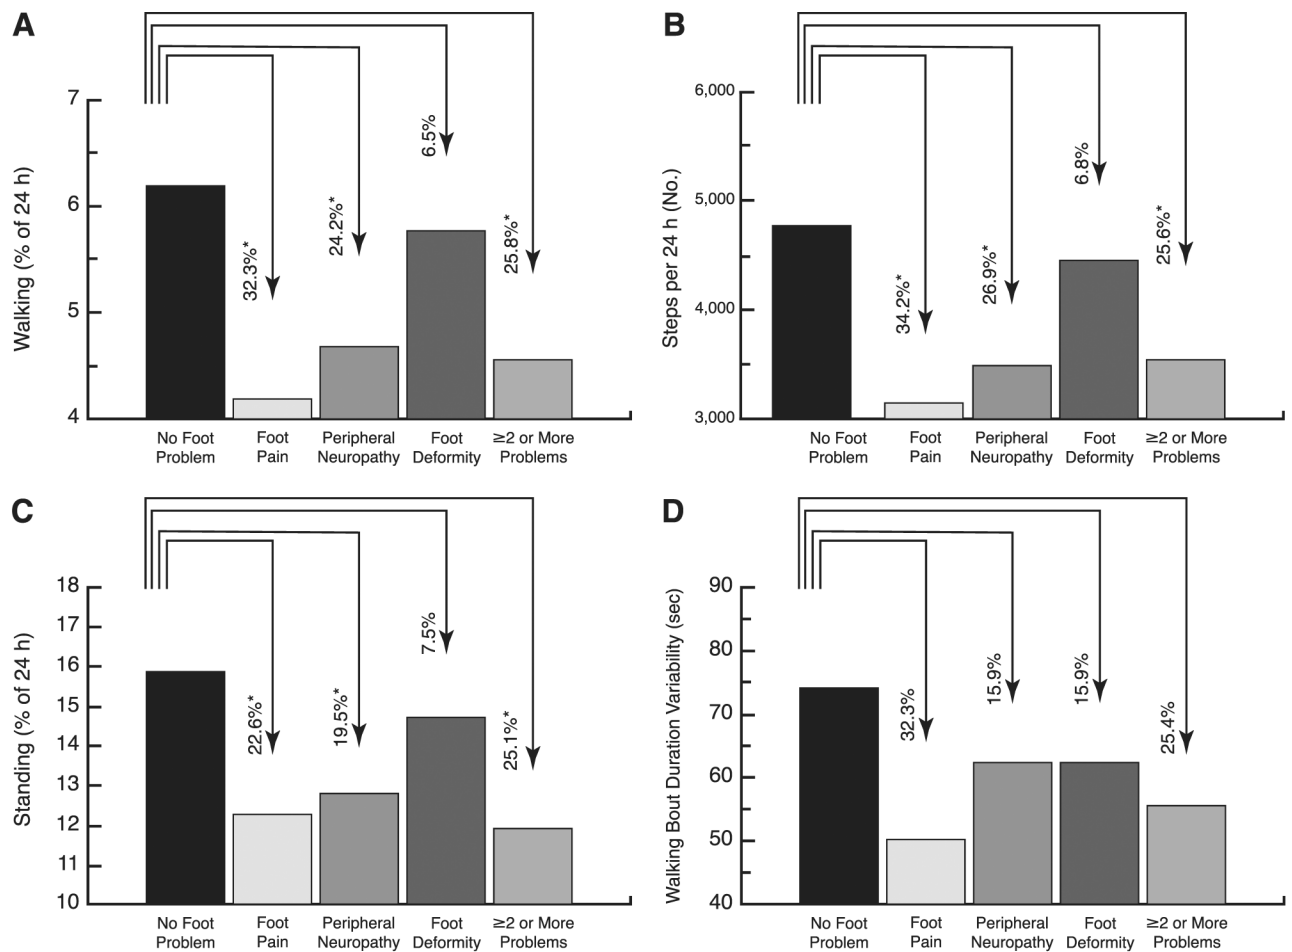 A
Walking (% of 24 h)
7
6
5
4
32.3%*
24.2%*
6.5%
25.8%*
No Foot
Problem
Foot
Pain
Peripheral
Neuropathy
Foot
Deformity
≥2 or More
Problems
B
Steps per 24 h (No.)
6,000
5,000
4,000
3,000
34.2%*
26.9%*
6.8%
25.6%*
No Foot
Problem
Foot
Pain
Peripheral
Neuropathy
Foot
Deformity
≥2 or More
Problems
C
Standing (% of 24 h)
18
17
16
15
14
13
12
11
10
22.6%*
19.5%*
7.5%
25.1%*
No Foot
Problem
Foot
Pain
Peripheral
Neuropathy
Foot
Deformity
≥2 or More
Problems
D
Walking Bout Duration Variability (sec)
90
80
70
60
50
40
32.3%
15.9%
15.9%
25.4%
No Foot
Problem
Foot
Pain
Peripheral
Neuropathy
Foot
Deformity
≥2 or More
Problems